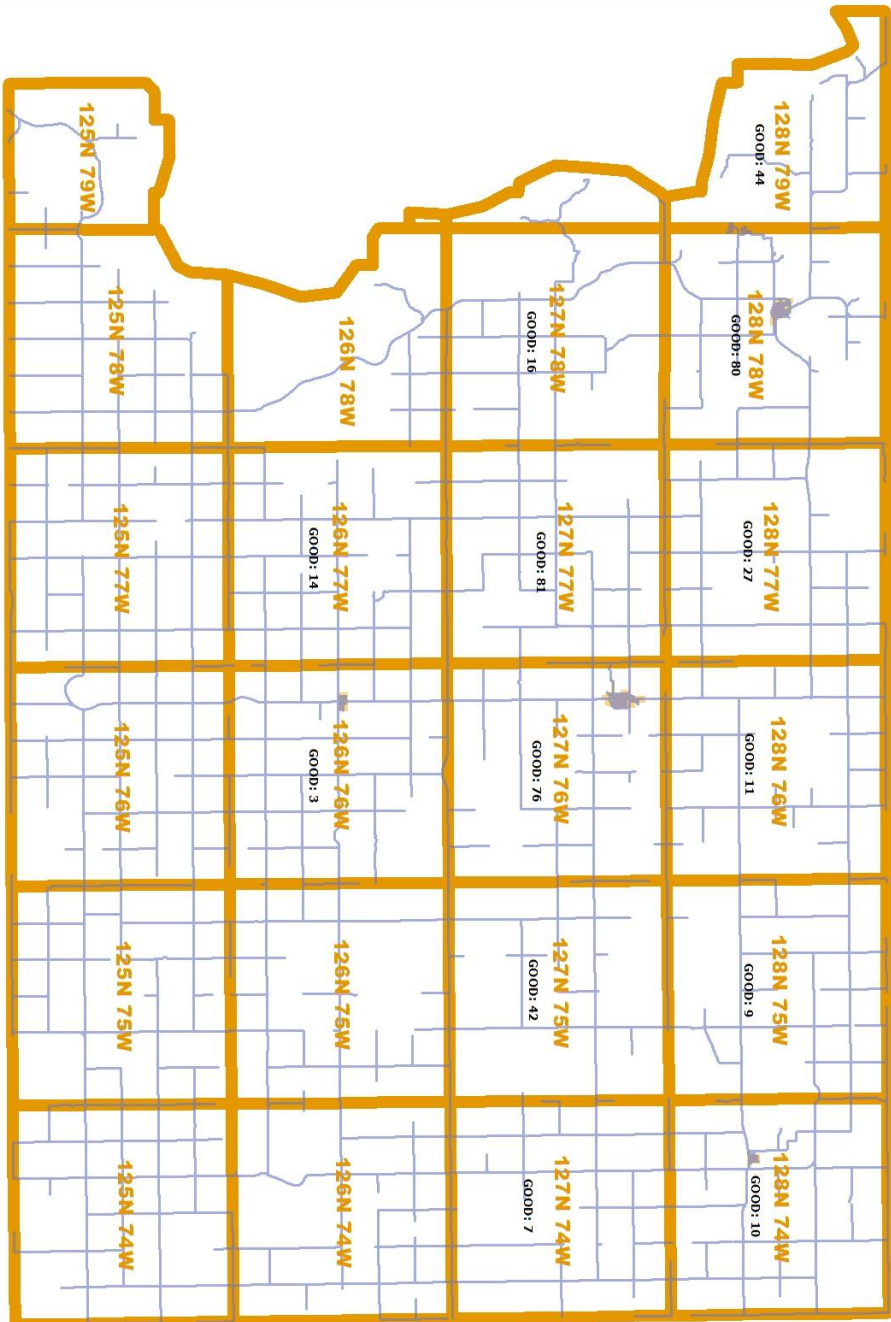 128N 79W
GOOD: 44
128N 78W
GOOD: 80
128N 77W
GOOD: 27
128N 76W
GOOD: 11
128N 75W
GOOD: 9
128N 74W
GOOD: 10
127N 78W
GOOD: 16
127N 77W
GOOD: 81
127N 76W
GOOD: 76
127N 75W
GOOD: 42
127N 74W
GOOD: 7
126N 78W
126N 77W
GOOD: 14
126N 76W
GOOD: 3
126N 75W
126N 74W
125N 79W
125N 78W
125N 77W
125N 76W
125N 75W
125N 74W